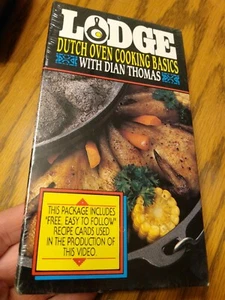 LODGE
DUTCH OVEN COOKING BASICS
WITH DIAN THOMAS
THIS PACKAGE INCLUDES
"FREE, EASY TO FOLLOW"
RECIPE CARDS USED
IN THE PRODUCTION OF
THIS VIDEO.